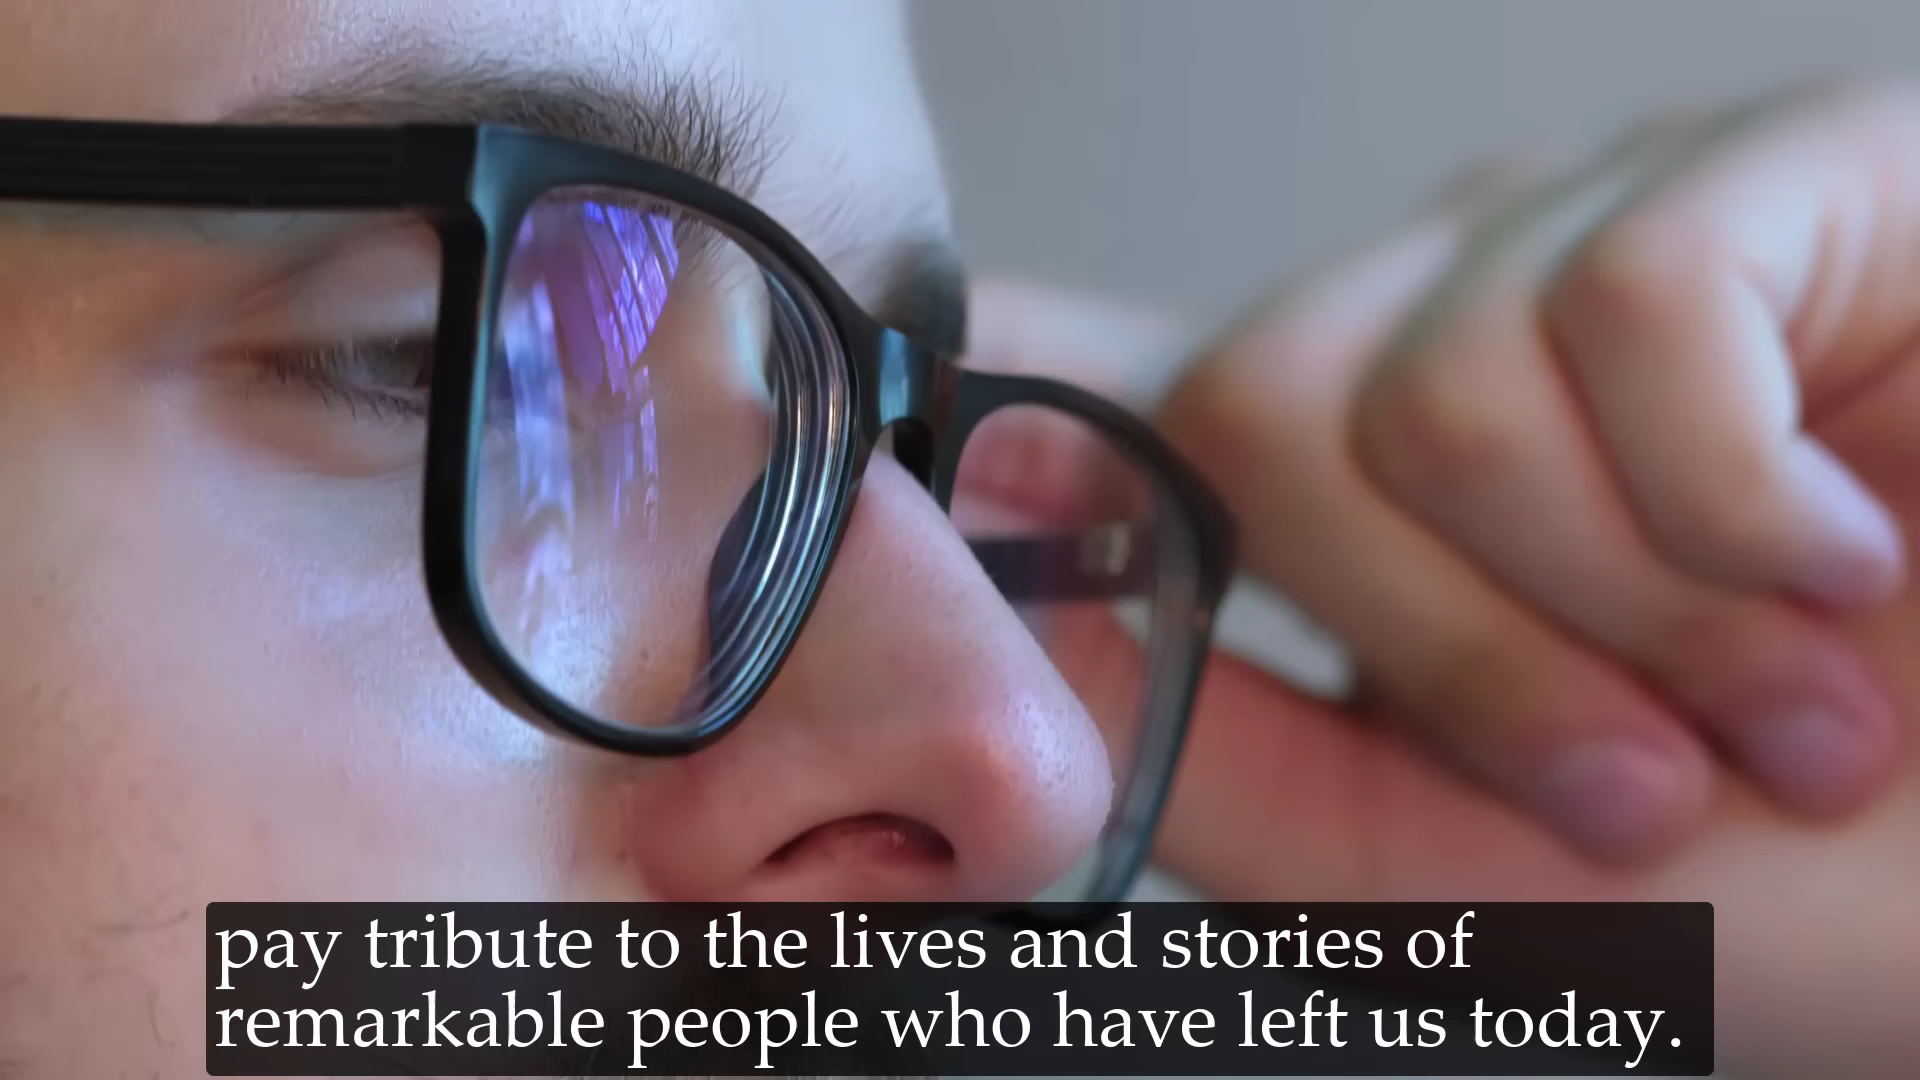 pay tribute to the lives and stories of
remarkable people who have left us today.